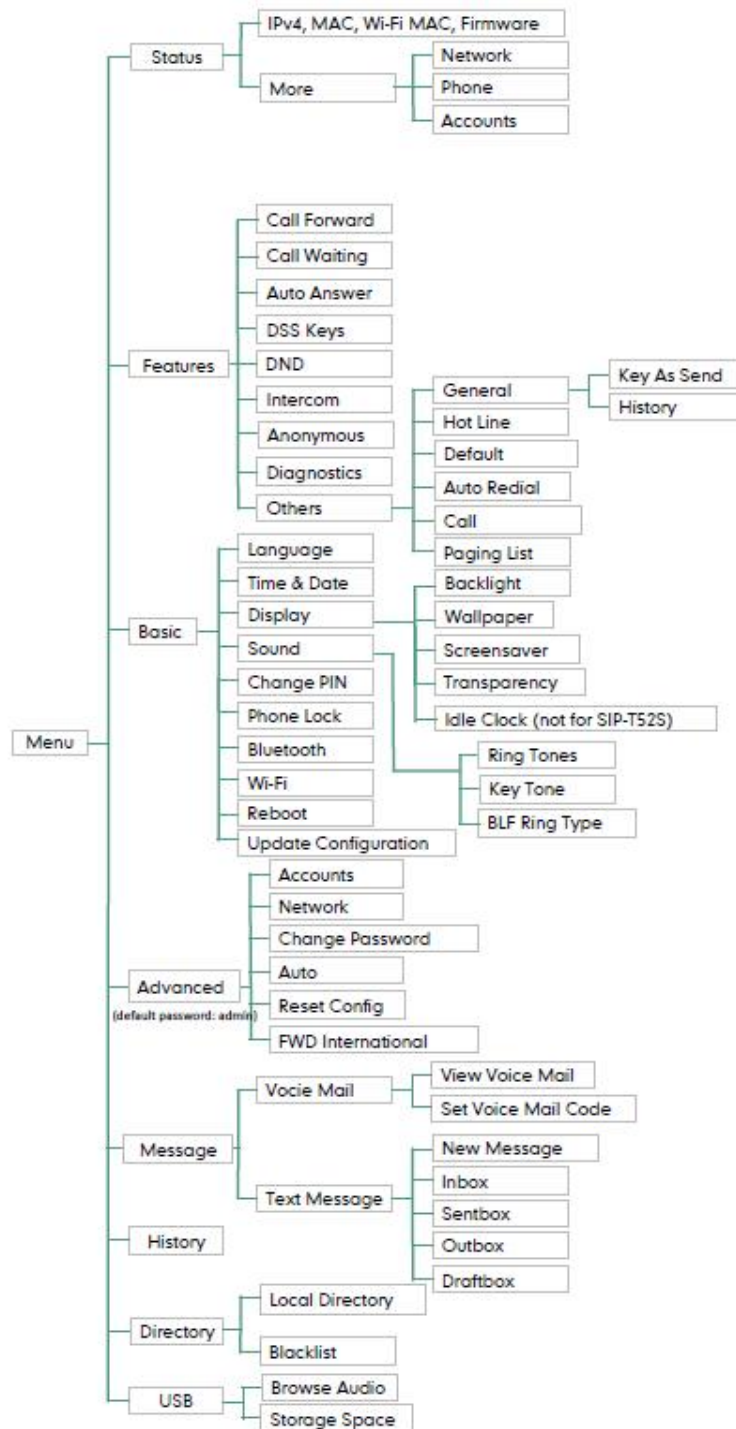 IPv4, MAC, Wi-Fi MAC, Firmware
Status
Network
More
Phone
Accounts
Call Forward
Call Waiting
Auto Answer
DSS Keys
Features
DND
Key As Send
General
Intercom
History
Hot Line
Anonymous
Default
Diagnostics
Auto Redial
Others
Call
Language
Paging List
Time & Date
Backlight
Display
Wallpaper
Basic
Sound
Screensaver
Change PIN
Transparency
Phone Lock
Idle Clock (not for SIP-T52S)
Menu
Bluetooth
Ring Tones
Wi-Fi
Key Tone
Reboot
BLF Ring Type
Update Configuration
Accounts
Network
Change Password
Auto
Advanced
(default password: admin)
Reset Config
FWD International
View Voice Mail
Vocie Mail
Set Voice Mail Code
Message
New Message
Inbox
Text Message
Sentbox
History
Outbox
Draftbox
Local Directory
Directory
Blacklist
Browse Audio
USB
Storage Space